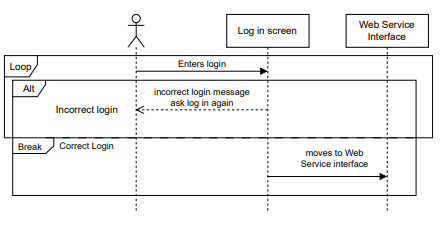 Log in screen
Web Service
Interface
Loop
Enters login
Alt
incorrect login message
ask log in again
Incorrect login
Break
Correct Login
moves to Web
Service interface